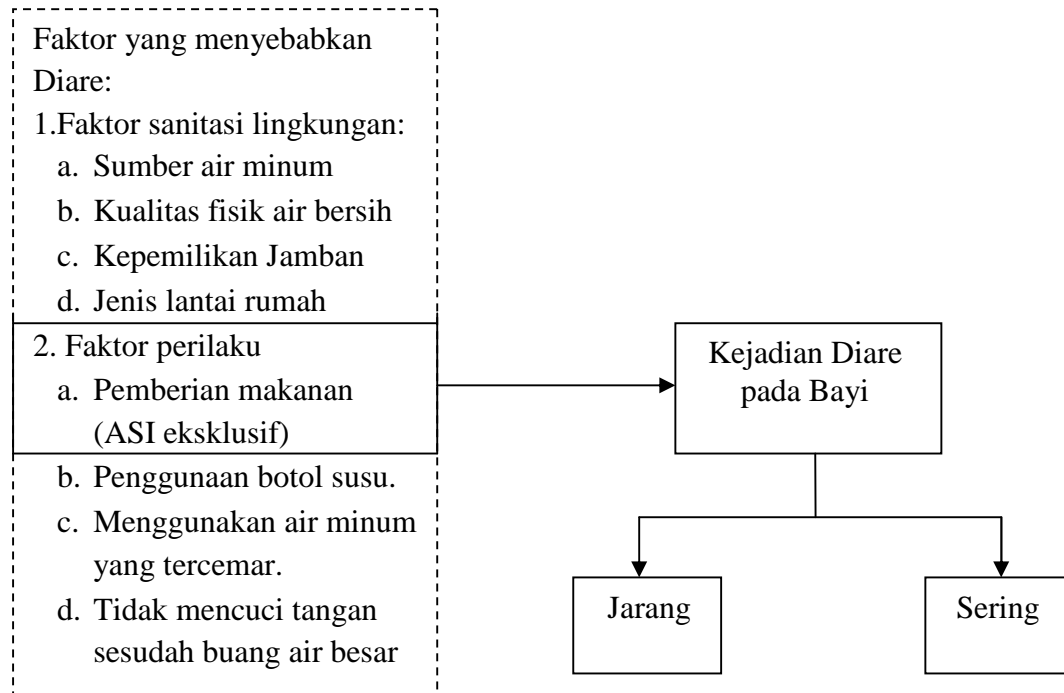 Faktor yang menyebabkan
Diare:
1.Faktor sanitasi lingkungan:
a. Sumber air minum
b. Kualitas fisik air bersih
c. Kepemilikan Jamban
d. Jenis lantai rumah
2. Faktor perilaku
a. Pemberian makanan
(ASI eksklusif)
b. Penggunaan botol susu.
c. Menggunakan air minum
yang tercemar.
d. Tidak mencuci tangan
sesudah buang air besar
Kejadian Diare
pada Bayi
Jarang
Sering